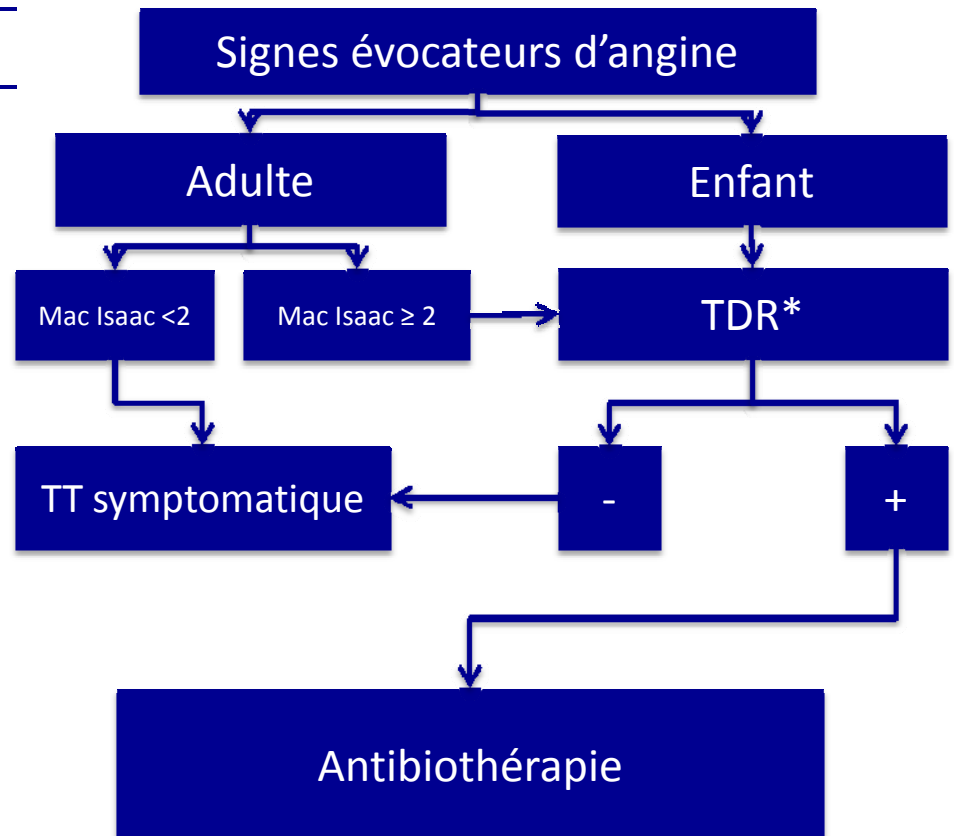 Signes évocateurs d'angine
Adulte
Enfant
Mac Isaac <2
Mac Isaac ≥ 2
TDR*
TT symptomatique
-
+
Antibiothérapie